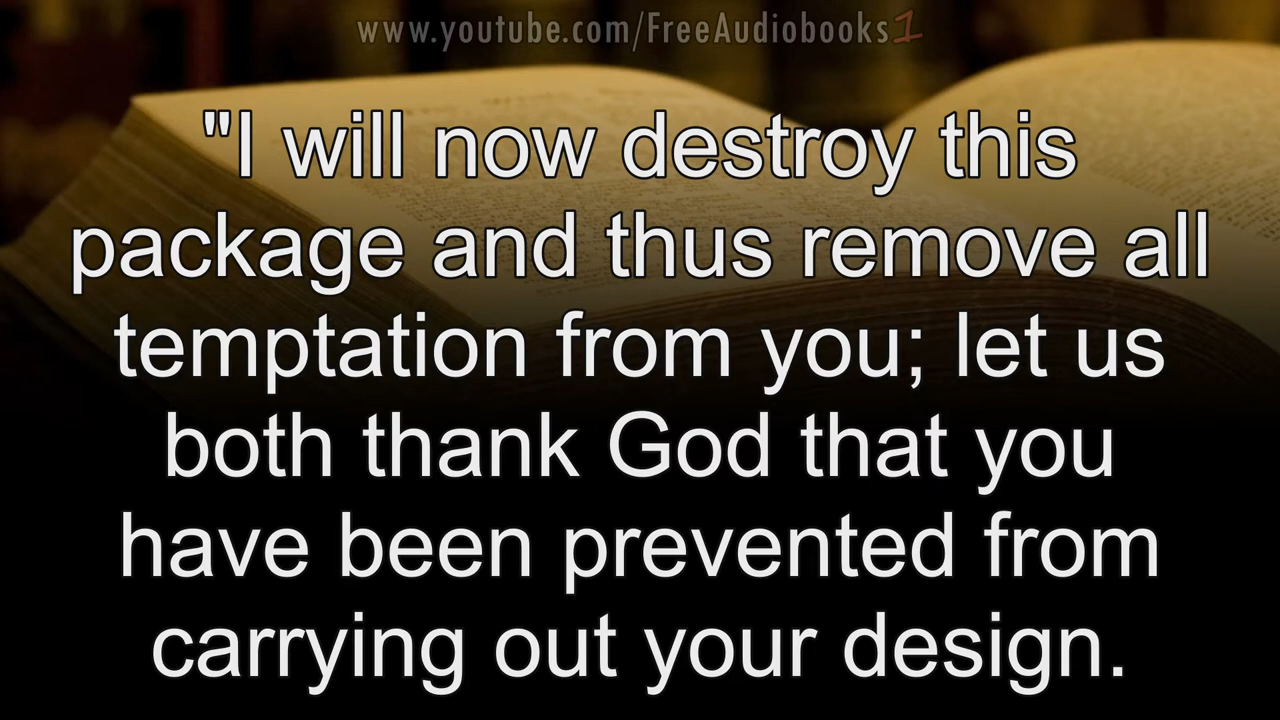 www.youtube.com/FreeAudiobooks1
"I will now destroy this
package and thus remove all
temptation from you; let us
both thank God that you
have been prevented from
carrying out your design.